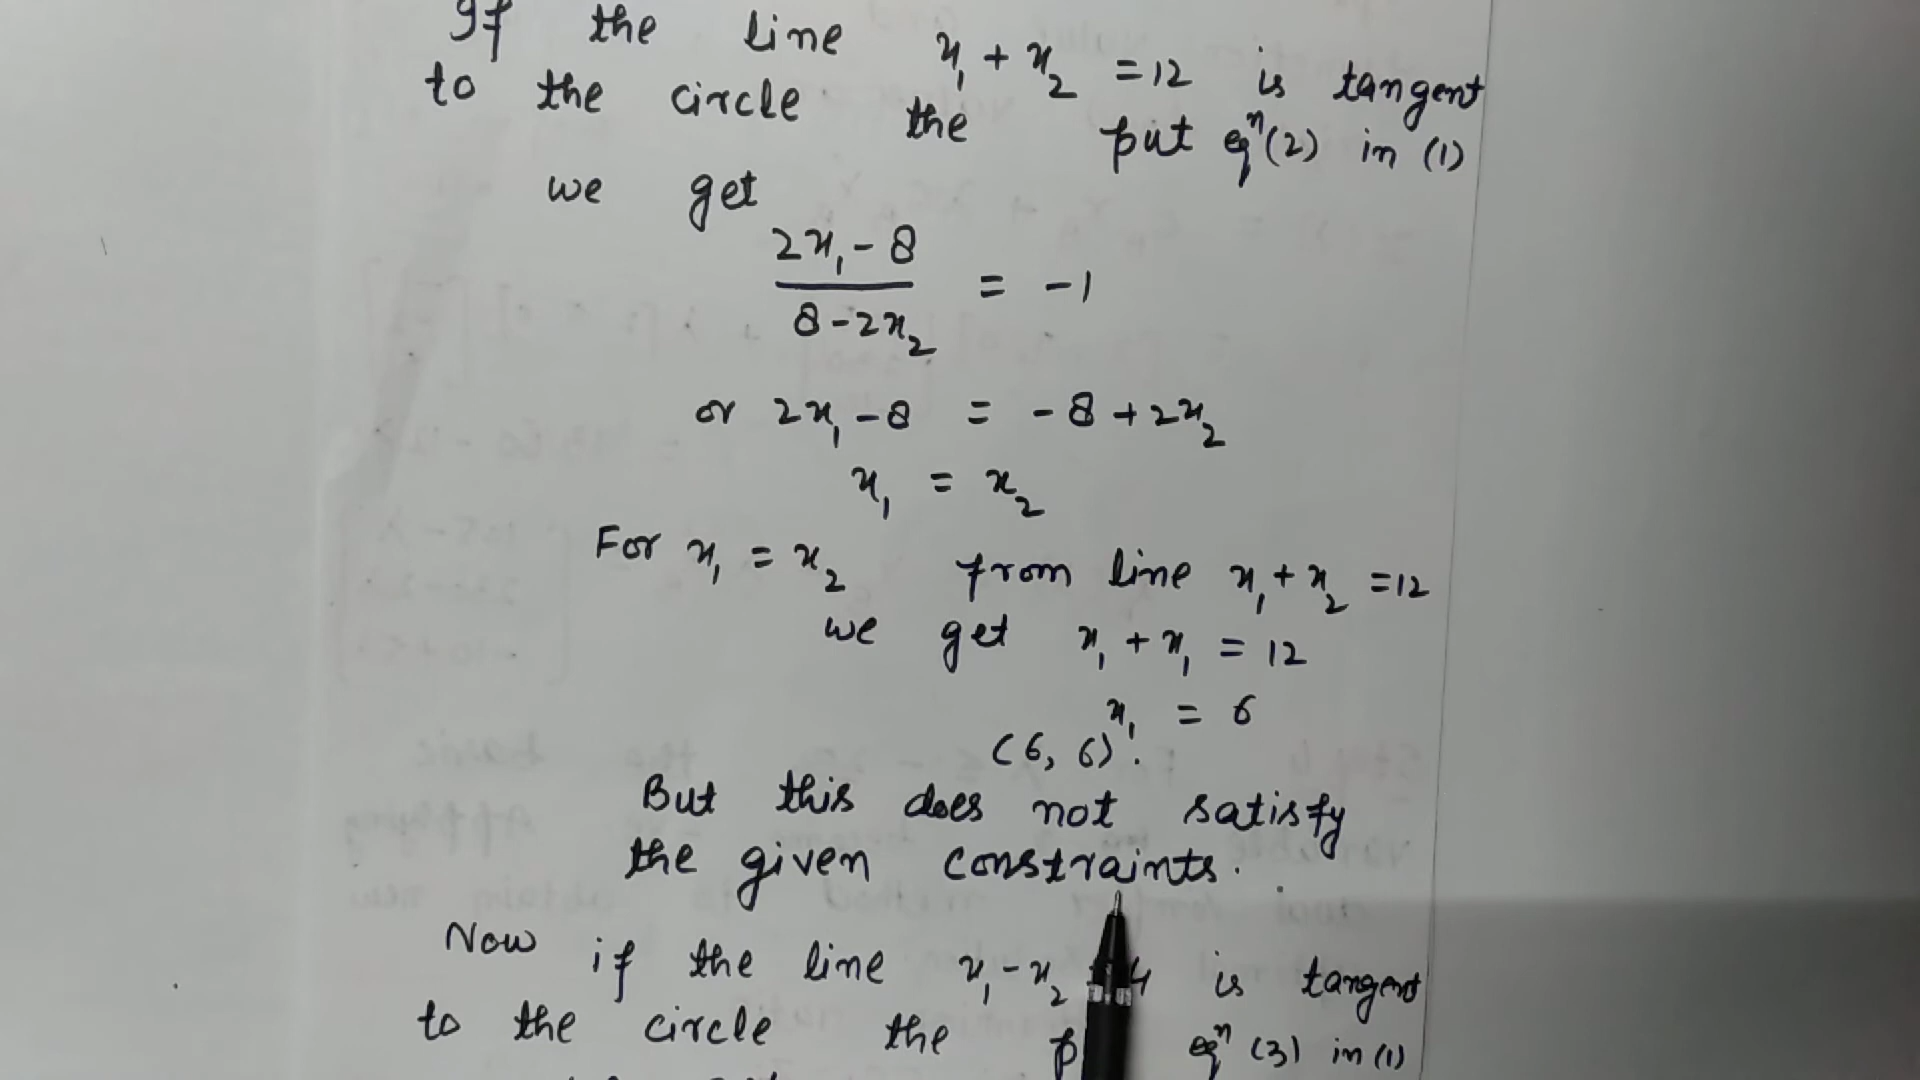 If the line x₁ + x₂ = 12 is tangent
to the circle the put eqⁿ(2) in (1)
we get
2x₁ - 8
8 - 2x₂
= -1
or 2x₁ - 8 = - 8 + 2x₂
x₁ = x₂
For x₁ = x₂ from line x₁ + x₂ = 12
we get x₁ + x₁ = 12
x₁ = 6
(6, 6).
But this does not satisfy
the given constraints.
Now if the line x₁ - x₂ 4 is tangent
to the circle the eqⁿ (3) in (1)